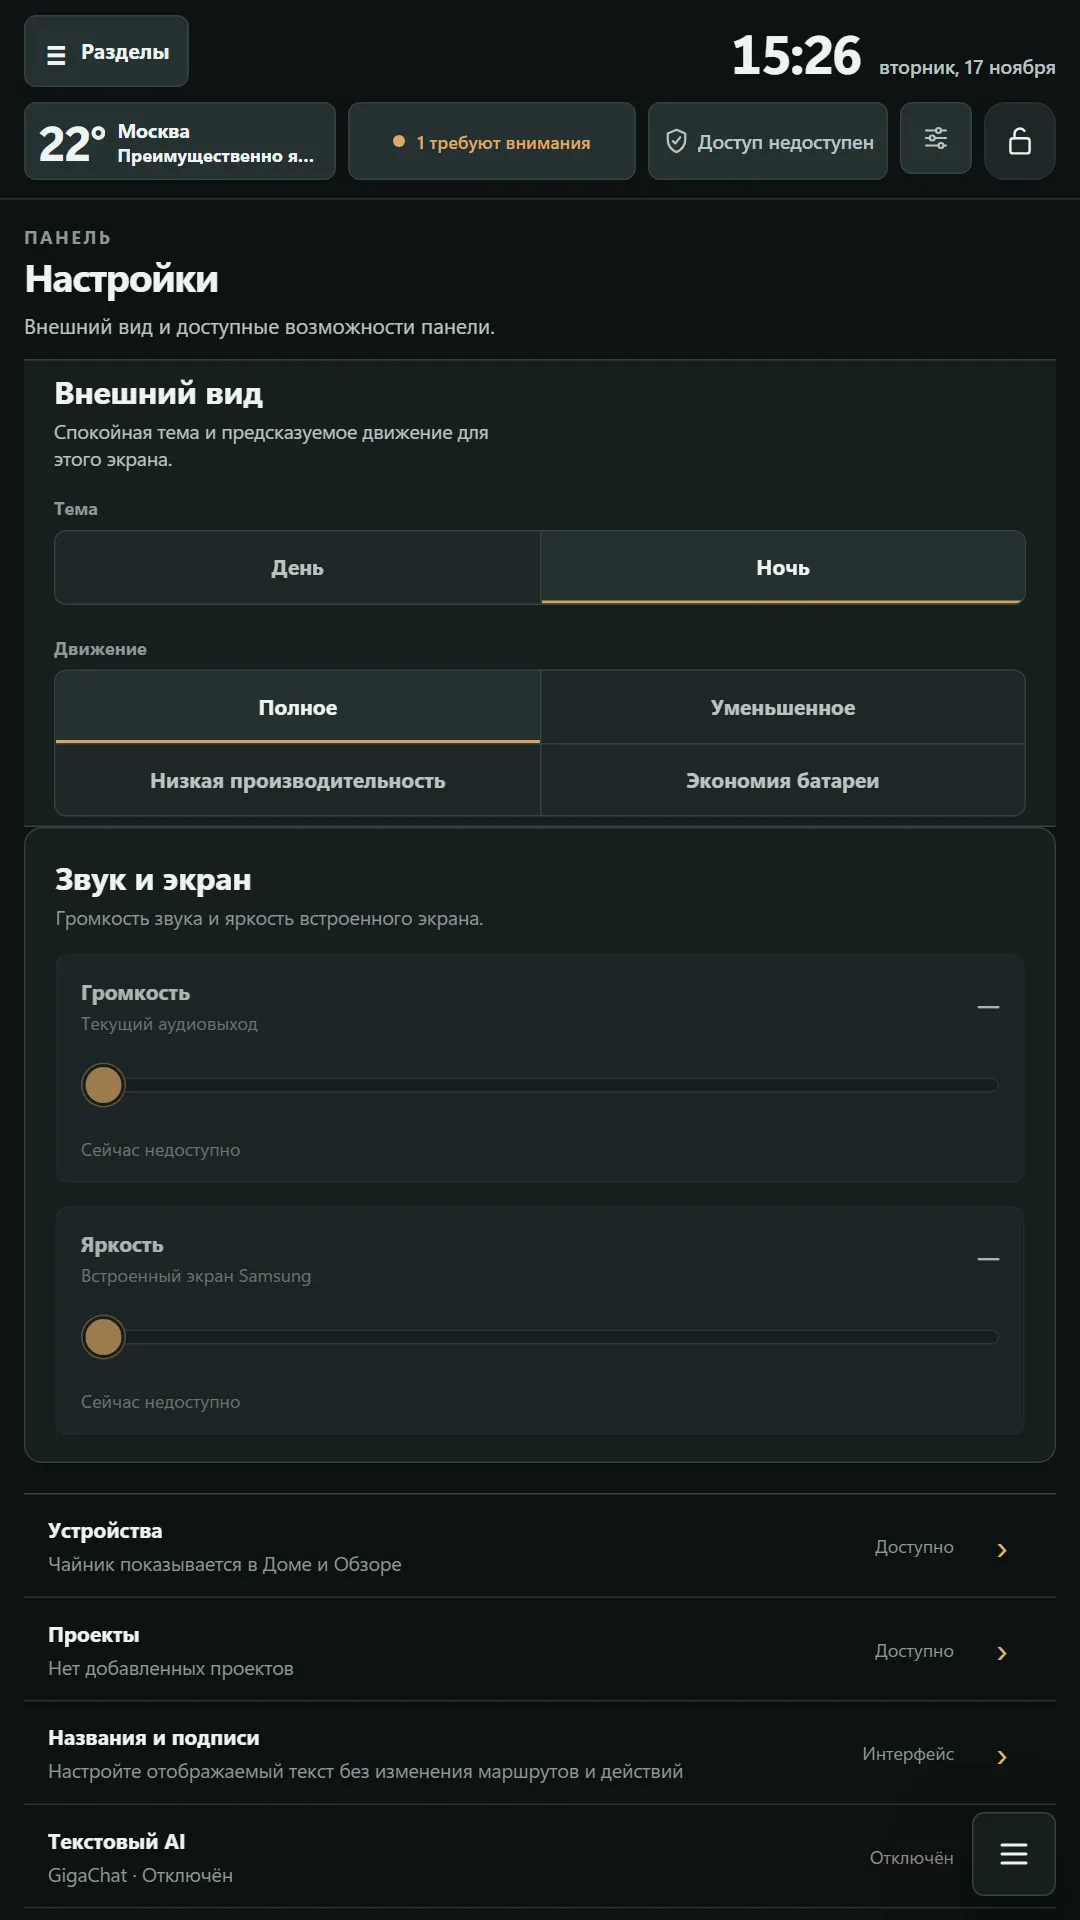 Разделы
15:26 вторник, 17 ноября
22° Москва
Преимущественно я...
1 требуют внимания
Доступ недоступен
ПАНЕЛЬ
Настройки
Внешний вид и доступные возможности панели.
Внешний вид
Спокойная тема и предсказуемое движение для
этого экрана.
Тема
День Ночь
Движение
Полное Уменьшенное
Низкая производительность Экономия батареи
Звук и экран
Громкость звука и яркость встроенного экрана.
Громкость
Текущий аудиовыход
—
Сейчас недоступно
Яркость
Встроенный экран Samsung
—
Сейчас недоступно
Устройства
Чайник показывается в Доме и Обзоре
Доступно
Проекты
Нет добавленных проектов
Доступно
Названия и подписи
Настройте отображаемый текст без изменения маршрутов и действий
Интерфейс
Текстовый AI
GigaChat · Отключён
Отключён